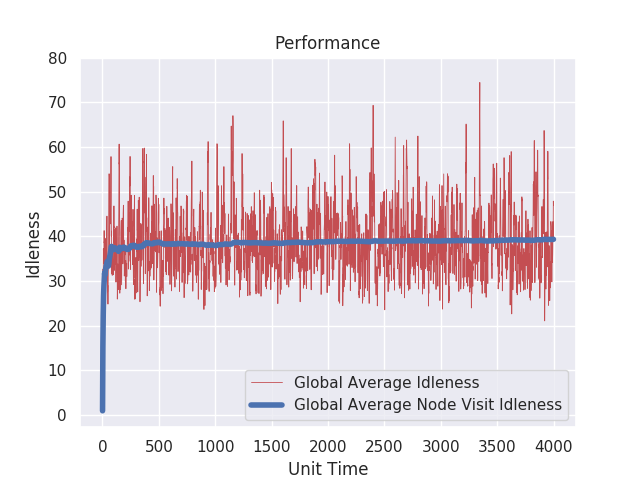 Performance
80
70
60
50
40
30
20
10
0
Idleness
Global Average Idleness
Global Average Node Visit Idleness
0 500 1000 1500 2000 2500 3000 3500 4000
Unit Time